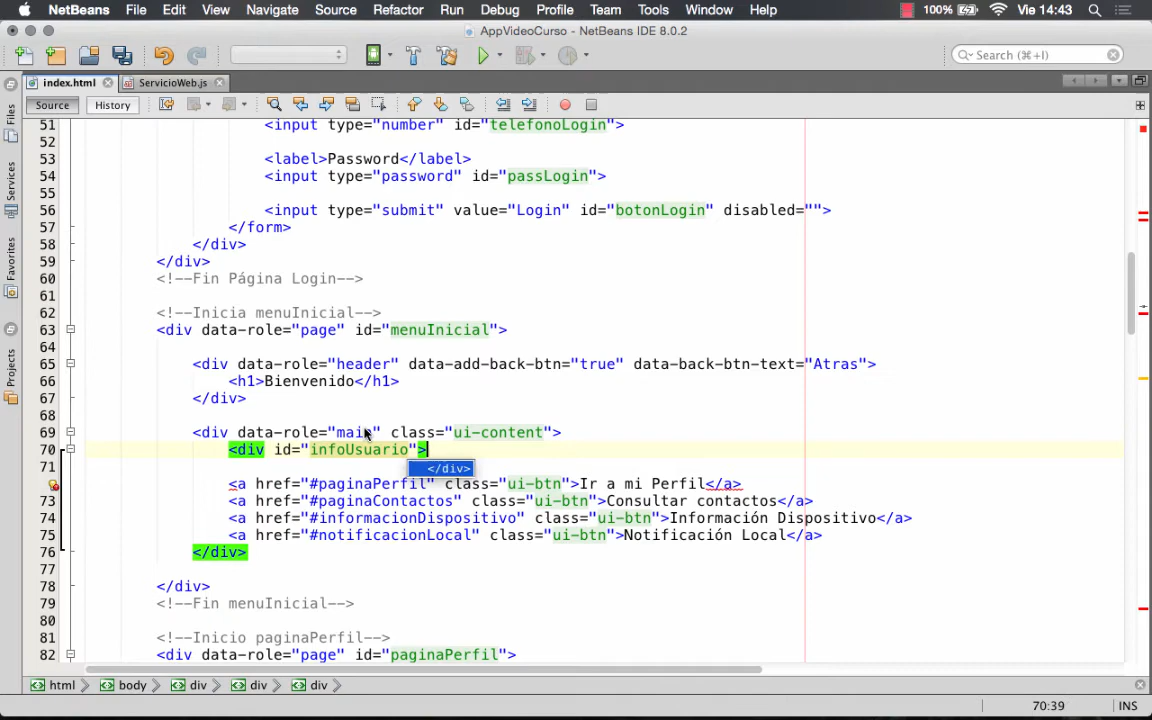 NetBeans File Edit View Navigate Source Refactor Run Debug Profile Team Tools Window Help 100% Vie 14:43
AppVideoCurso - NetBeans IDE 8.0.2
Search (⌘+I)
index.html ServicioWeb.js
Source History
Files
Services
Favorites
Projects
51 <input type="number" id="telefonoLogin">
52
53 <label>Password</label>
54 <input type="password" id="passLogin">
55
56 <input type="submit" value="Login" id="botonLogin" disabled="">
57 </form>
58 </div>
59 </div>
60 <!--Fin Página Login-->
61
62 <!--Inicia menuInicial-->
63 <div data-role="page" id="menuInicial">
64
65 <div data-role="header" data-add-back-btn="true" data-back-btn-text="Atras">
66 <h1>Bienvenido</h1>
67 </div>
68
69 <div data-role="main" class="ui-content">
70 <div id="infoUsuario">
71 </div>
<a href="#paginaPerfil" class="ui-btn">Ir a mi Perfil</a>
73 <a href="#paginaContactos" class="ui-btn">Consultar contactos</a>
74 <a href="#informacionDispositivo" class="ui-btn">Información Dispositivo</a>
75 <a href="#notificacionLocal" class="ui-btn">Notificación Local</a>
76 </div>
77
78 </div>
79 <!--Fin menuInicial-->
80
81 <!--Inicio paginaPerfil-->
82 <div data-role="page" id="paginaPerfil">
html body div div div
70:39 INS